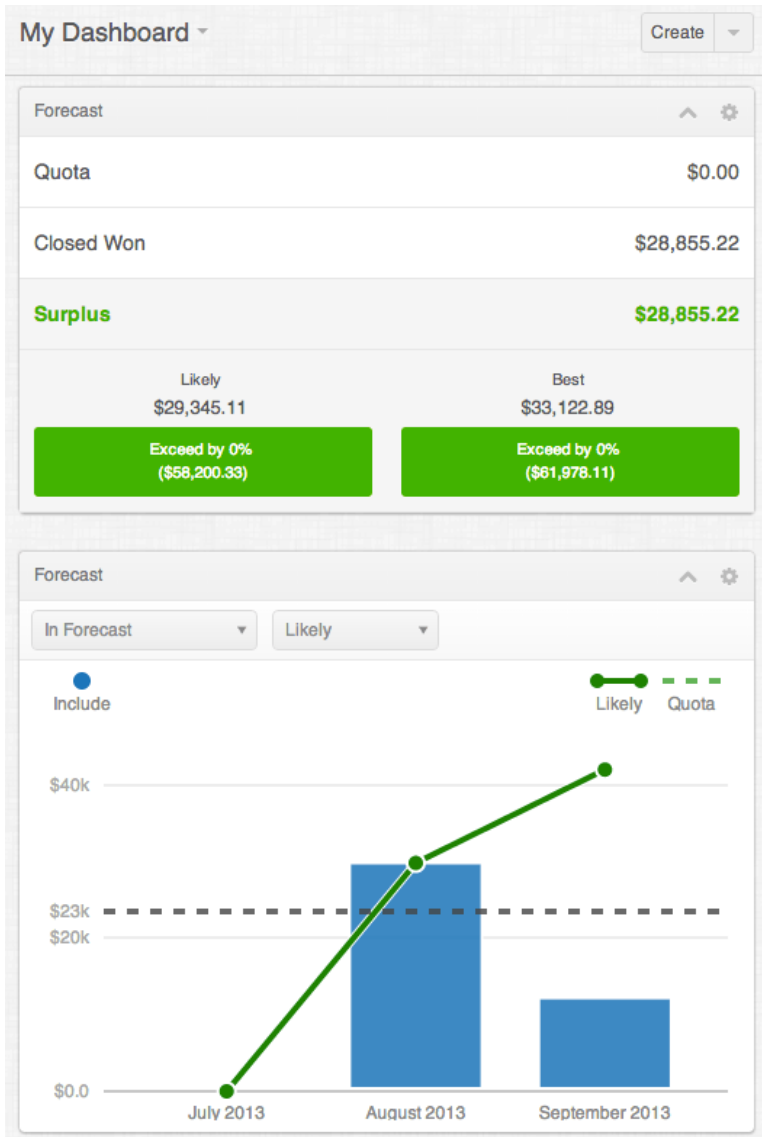 My Dashboard
Create
Forecast
Quota $0.00
Closed Won $28,855.22
Surplus $28,855.22
Likely Best
$29,345.11 $33,122.89
Exceed by 0% Exceed by 0%
($58,200.33) ($61,978.11)
Forecast
In Forecast Likely
Include Likely Quota
$40k
$23k
$20k
$0.0
July 2013 August 2013 September 2013